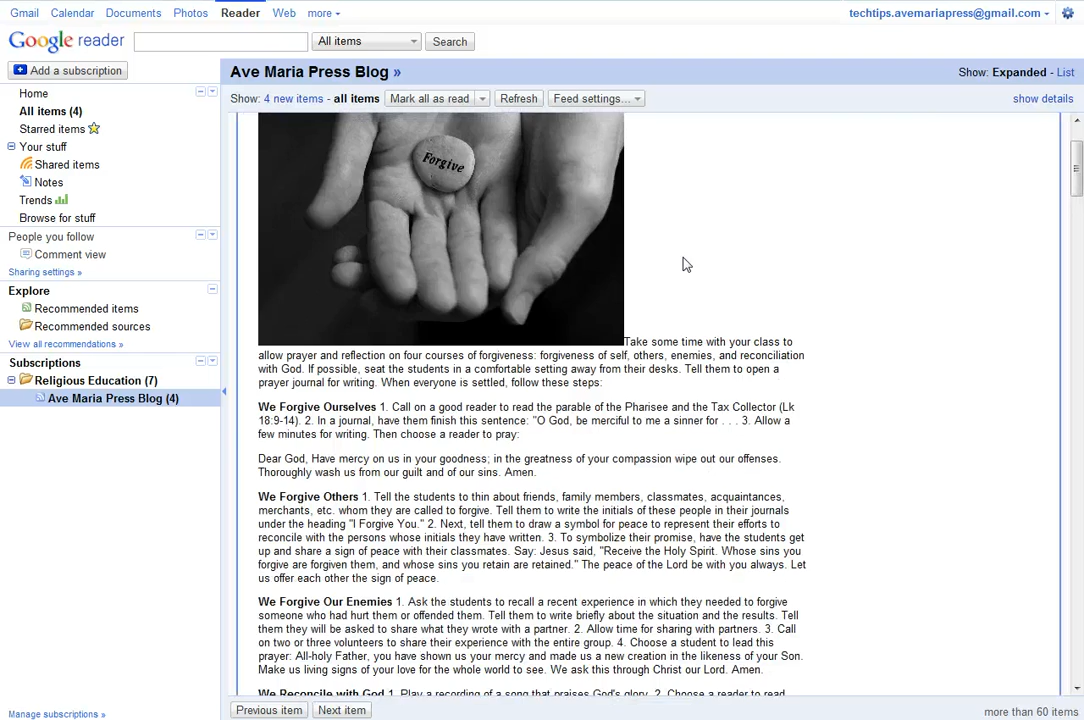 Gmail Calendar Documents Photos Reader Web more techtips.avemariapress@gmail.com
Google reader All items Search
Add a subscription
Ave Maria Press Blog » Show: Expanded - List
Show: 4 new items - all items Mark all as read Refresh Feed settings... show details
Home
All items (4)
Starred items
Your stuff
Shared items
Notes
Trends
Browse for stuff
People you follow
Comment view
Sharing settings »
Explore
Recommended items
Recommended sources
View all recommendations »
Subscriptions
Religious Education (7)
Ave Maria Press Blog (4)
Manage subscriptions »
Forgive
Take some time with your class to
allow prayer and reflection on four courses of forgiveness: forgiveness of self, others, enemies, and reconciliation
with God. If possible, seat the students in a comfortable setting away from their desks. Tell them to open a
prayer journal for writing. When everyone is settled, follow these steps:
We Forgive Ourselves 1. Call on a good reader to read the parable of the Pharisee and the Tax Collector (Lk
18:9-14). 2. In a journal, have them finish this sentence: "O God, be merciful to me a sinner for . . . 3. Allow a
few minutes for writing. Then choose a reader to pray:
Dear God, Have mercy on us in your goodness; in the greatness of your compassion wipe out our offenses.
Thoroughly wash us from our guilt and of our sins. Amen.
We Forgive Others 1. Tell the students to thin about friends, family members, classmates, acquaintances,
merchants, etc. whom they are called to forgive. Tell them to write the initials of these people in their journals
under the heading "I Forgive You." 2. Next, tell them to draw a symbol for peace to represent their efforts to
reconcile with the persons whose initials they have written. 3. To symbolize their promise, have the students get
up and share a sign of peace with their classmates. Say: Jesus said, "Receive the Holy Spirit. Whose sins you
forgive are forgiven them, and whose sins you retain are retained." The peace of the Lord be with you always. Let
us offer each other the sign of peace.
We Forgive Our Enemies 1. Ask the students to recall a recent experience in which they needed to forgive
someone who had hurt them or offended them. Tell them to write briefly about the situation and the results. Tell
them they will be asked to share what they wrote with a partner. 2. Allow time for sharing with partners. 3. Call
on two or three volunteers to share their experience with the entire group. 4. Choose a student to lead this
prayer: All-holy Father, you have shown us your mercy and made us a new creation in the likeness of your Son.
Make us living signs of your love for the whole world to see. We ask this through Christ our Lord. Amen.
We Reconcile with God 1. Play a recording of a song that praises God's glory. 2. Choose a reader to read
Previous item Next item more than 60 items